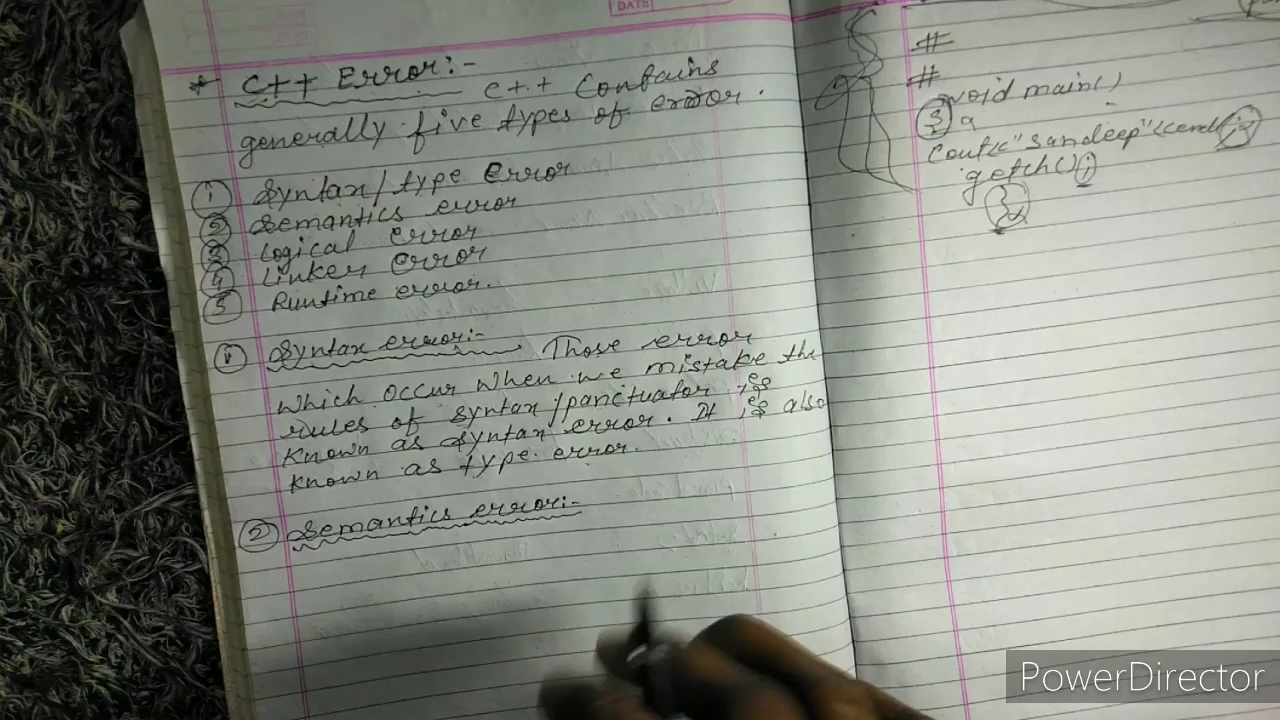 DATE
* C++ Error:- C++ Contains
generally five types of error.
① Syntax/type Error
② Semantics error
③ Logical error
④ Linker Error
⑤ Runtime error.
① Syntax error:- Those error
which occur when we mistake the
rules of syntax/panctuator is
known as syntax error. It is also
known as type error.
② Semantics error:-
#
#
void main()
{
cout<<"Sandeep"<<endl;
getch();
}
PowerDirector